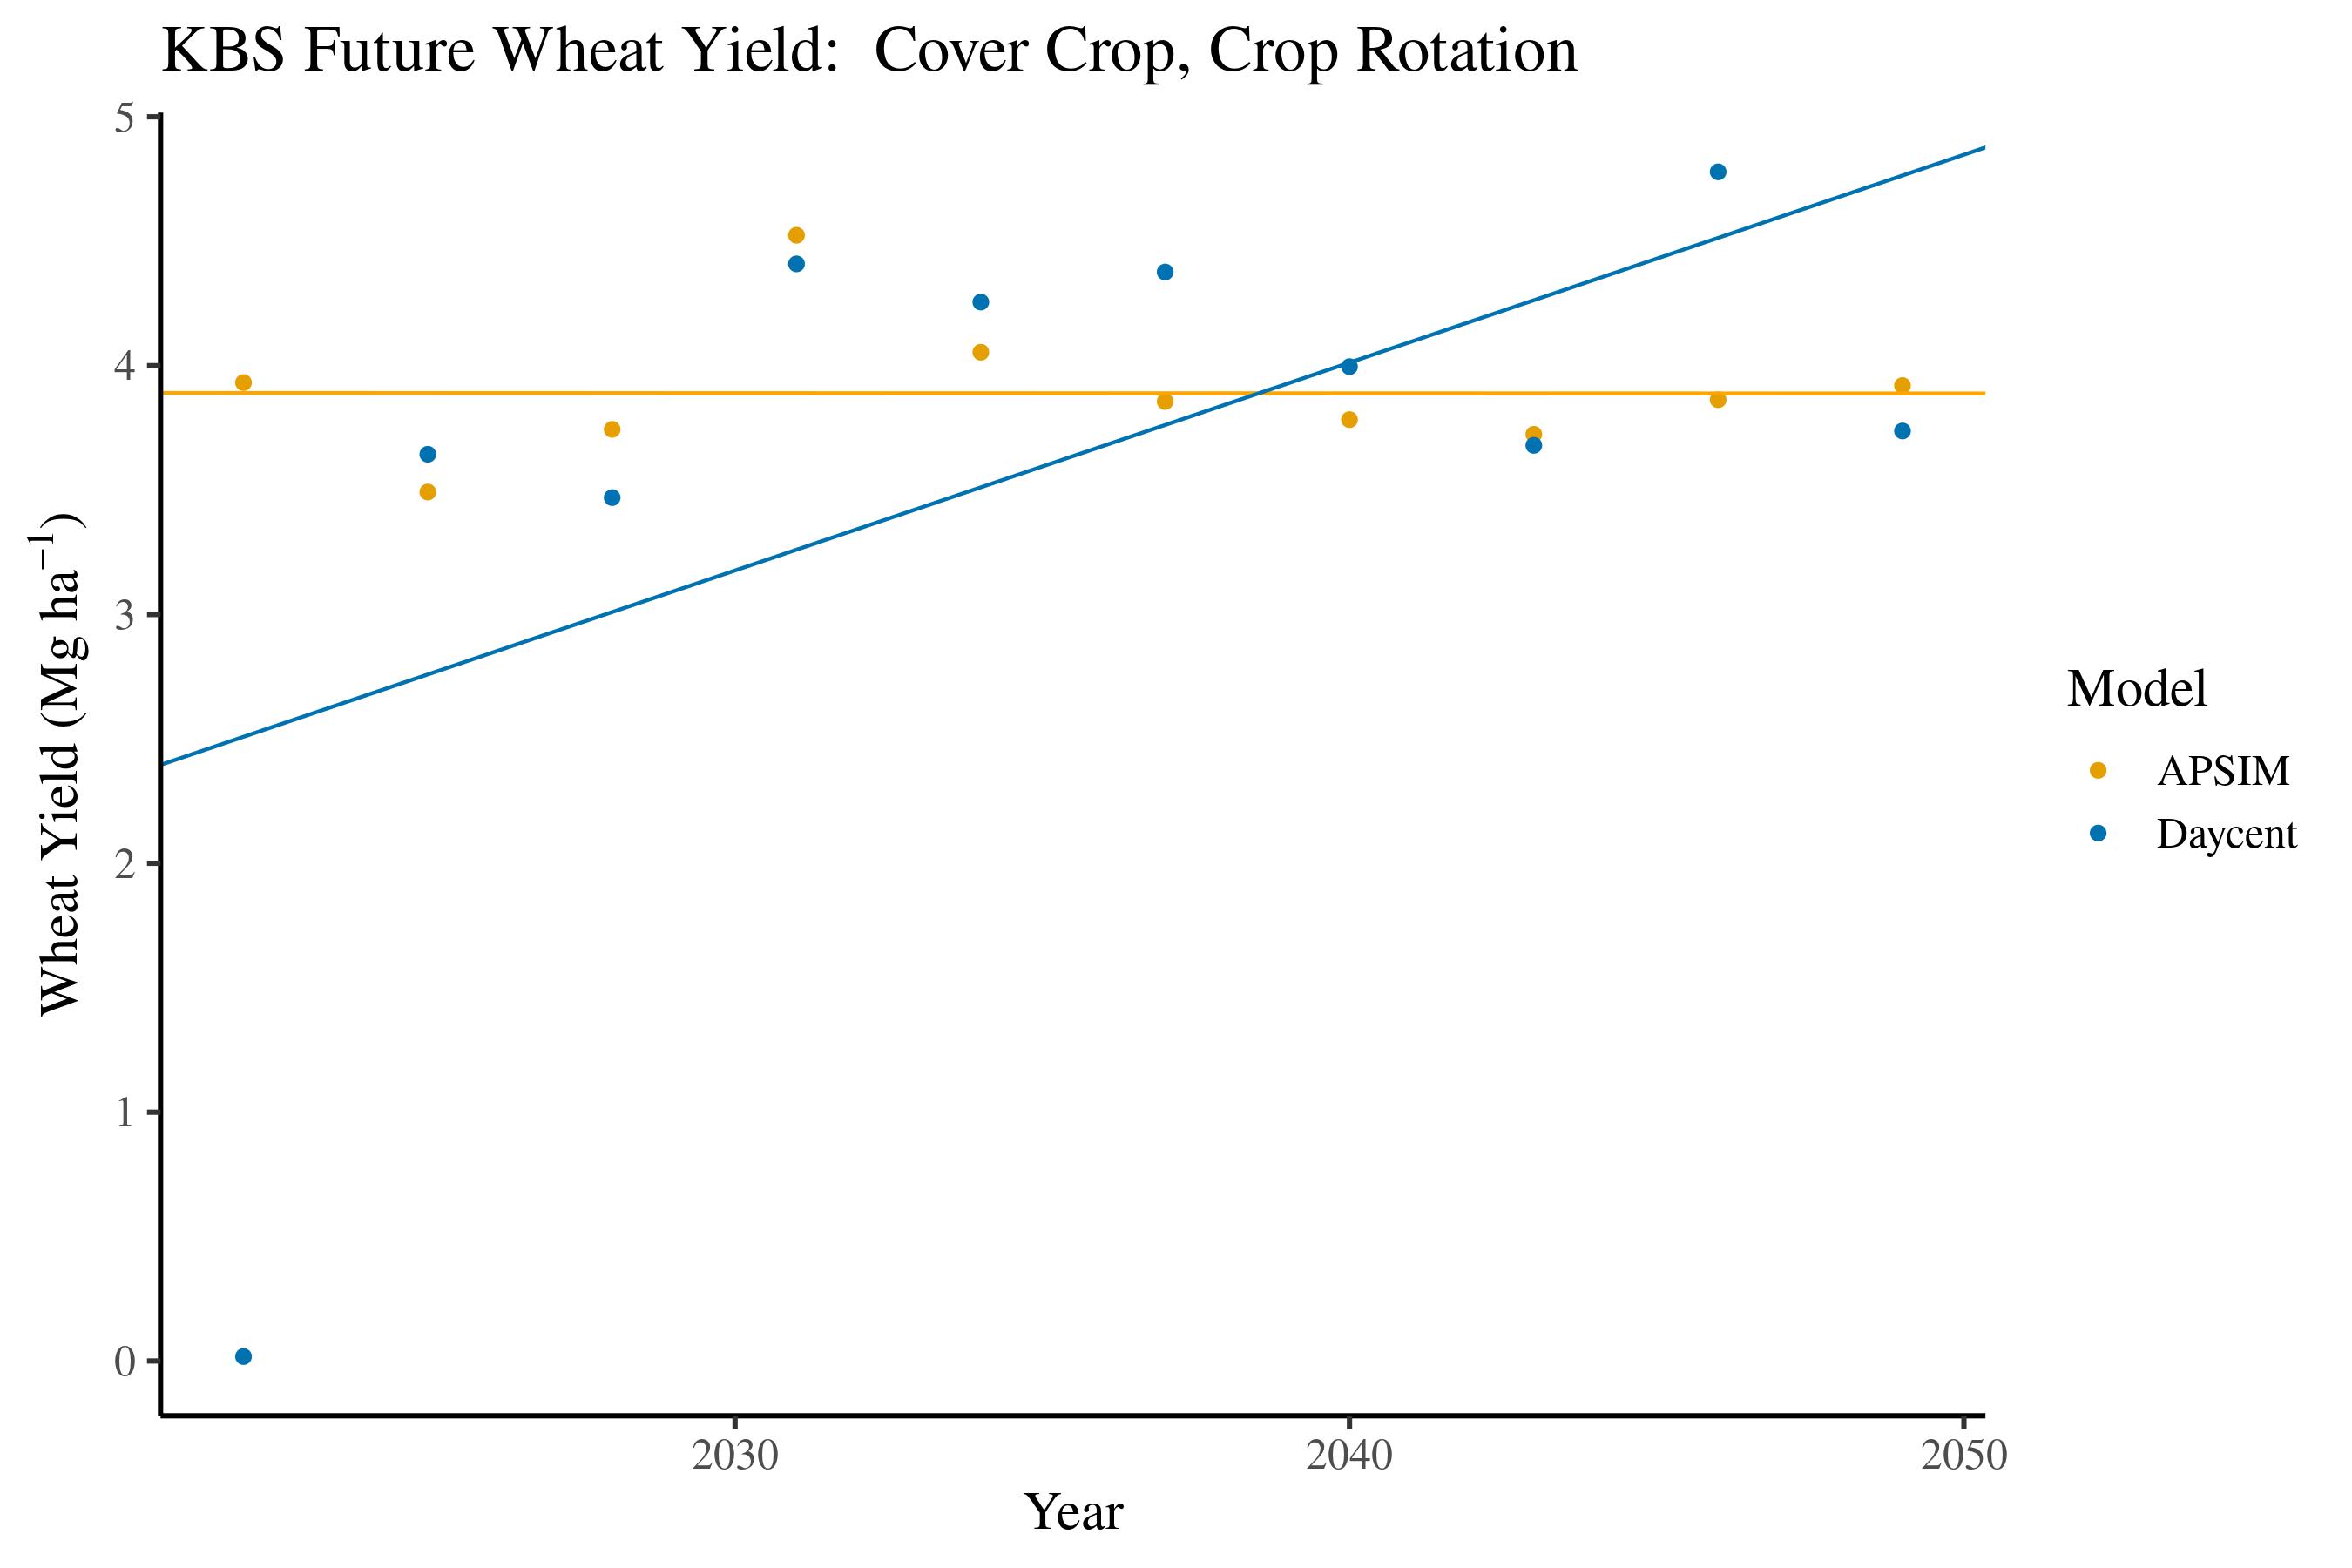 KBS Future Wheat Yield:  Cover Crop, Crop Rotation
5
4
3
2
1
0
Wheat Yield (Mg ha⁻¹)
2030 2040 2050
Year
Model
APSIM
Daycent